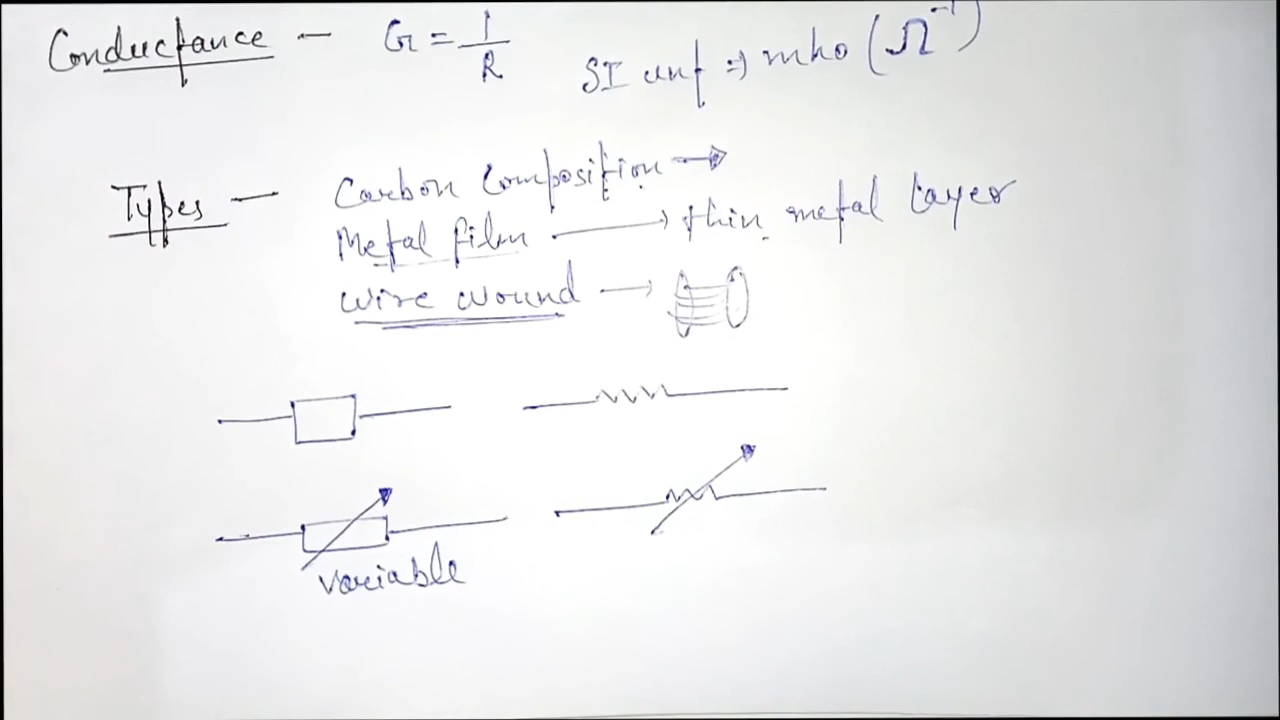 Conductance - G = 1/R SI unit ⇒ mho (Ω⁻¹)
Types - Carbon Composition →
Metal film → thin metal layer
wire wound →
variable